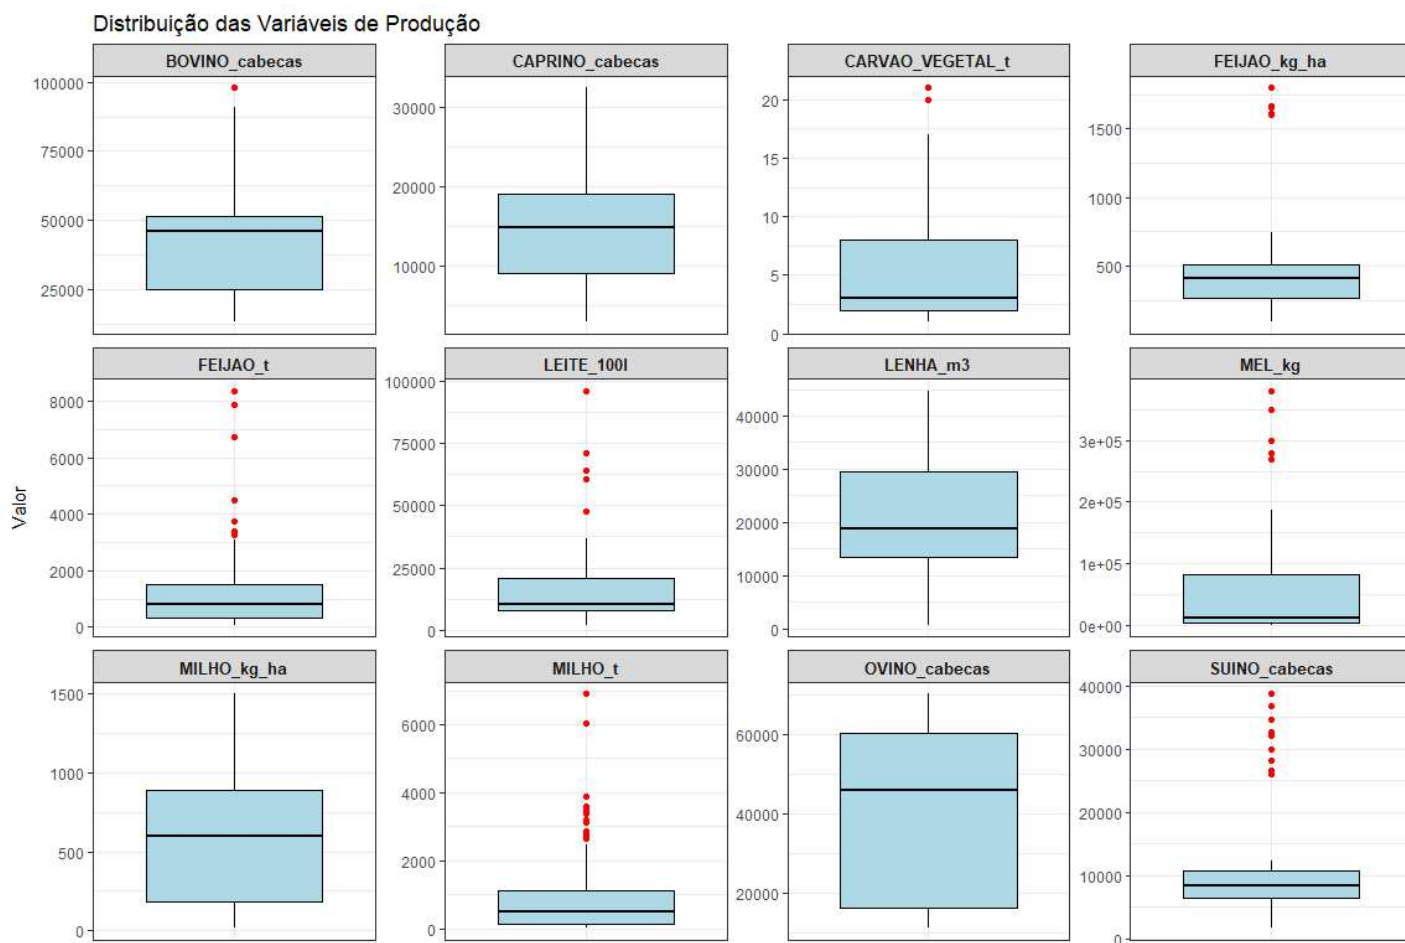 Distribuição das Variáveis de Produção
BOVINO_cabecas
CAPRINO_cabecas
CARVAO_VEGETAL_t
FEIJAO_kg_ha
100000
75000
50000
25000
30000
20000
10000
20
15
10
5
0
1500
1000
500
FEIJAO_t
LEITE_100l
LENHA_m3
MEL_kg
Valor
8000
6000
4000
2000
0
100000
75000
50000
25000
0
40000
30000
20000
10000
0
3e+05
2e+05
1e+05
0e+00
MILHO_kg_ha
MILHO_t
OVINO_cabecas
SUINO_cabecas
1500
1000
500
0
6000
4000
2000
0
60000
40000
20000
40000
30000
20000
10000
0